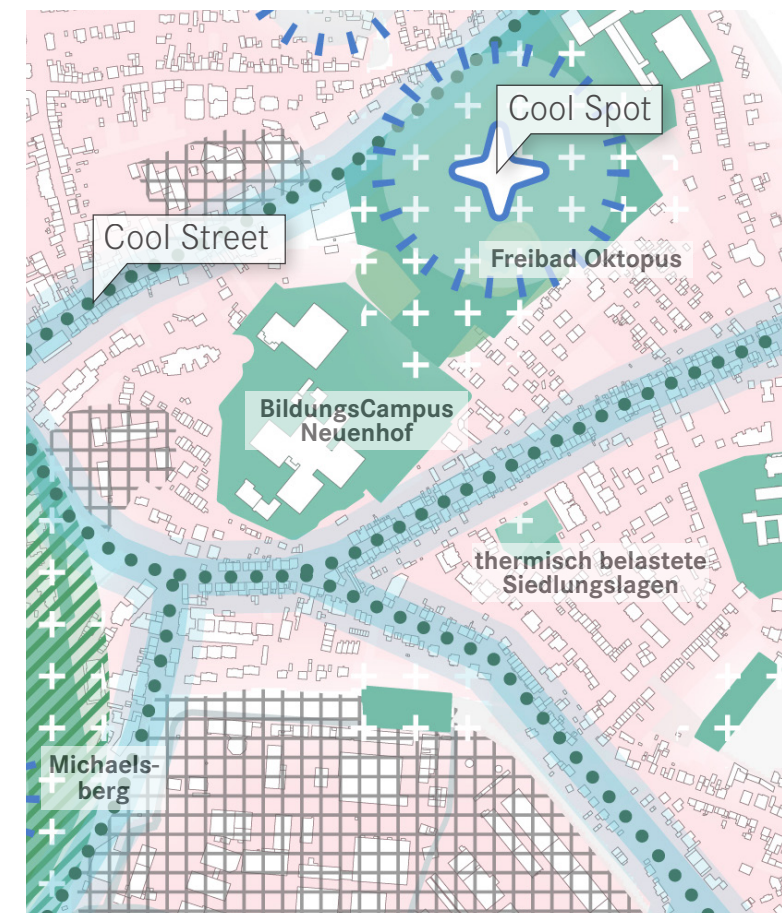 Cool Spot
Cool Street
Freibad Oktopus
BildungsCampus
Neuenhof
thermisch belastete
Siedlungslagen
Michaels-
berg